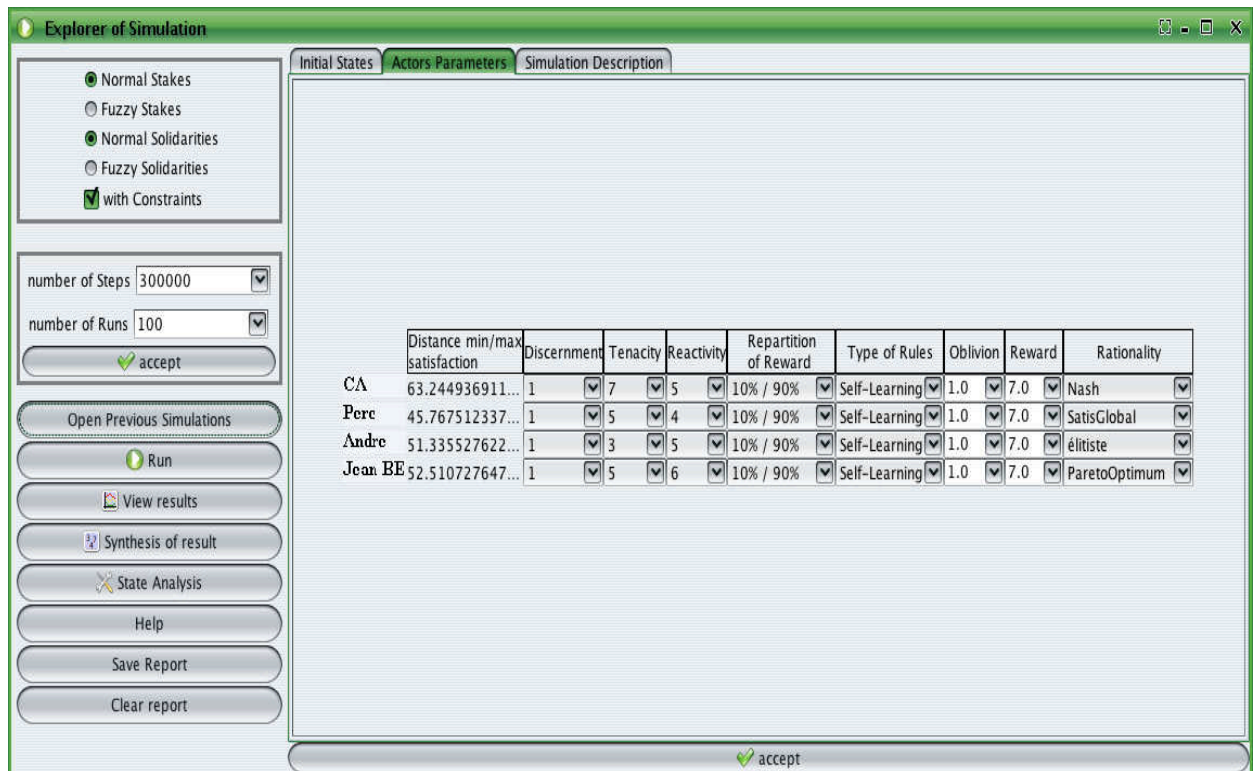 Explorer of Simulation
Normal Stakes
Fuzzy Stakes
Normal Solidarities
Fuzzy Solidarities
with Constraints
number of Steps 300000
number of Runs 100
accept
Open Previous Simulations
Run
View results
Synthesis of result
State Analysis
Help
Save Report
Clear report
Initial States Actors Parameters Simulation Description
Distance min/max satisfaction Discernment Tenacity Reactivity Repartition of Reward Type of Rules Oblivion Reward Rationality
CA 63.244936911... 1 7 5 10% / 90% Self-Learning 1.0 7.0 Nash
Perc 45.767512337... 1 5 4 10% / 90% Self-Learning 1.0 7.0 SatisGlobal
Andre 51.335527622... 1 3 5 10% / 90% Self-Learning 1.0 7.0 élitiste
Jean BE 52.510727647... 1 5 6 10% / 90% Self-Learning 1.0 7.0 ParetoOptimum
accept